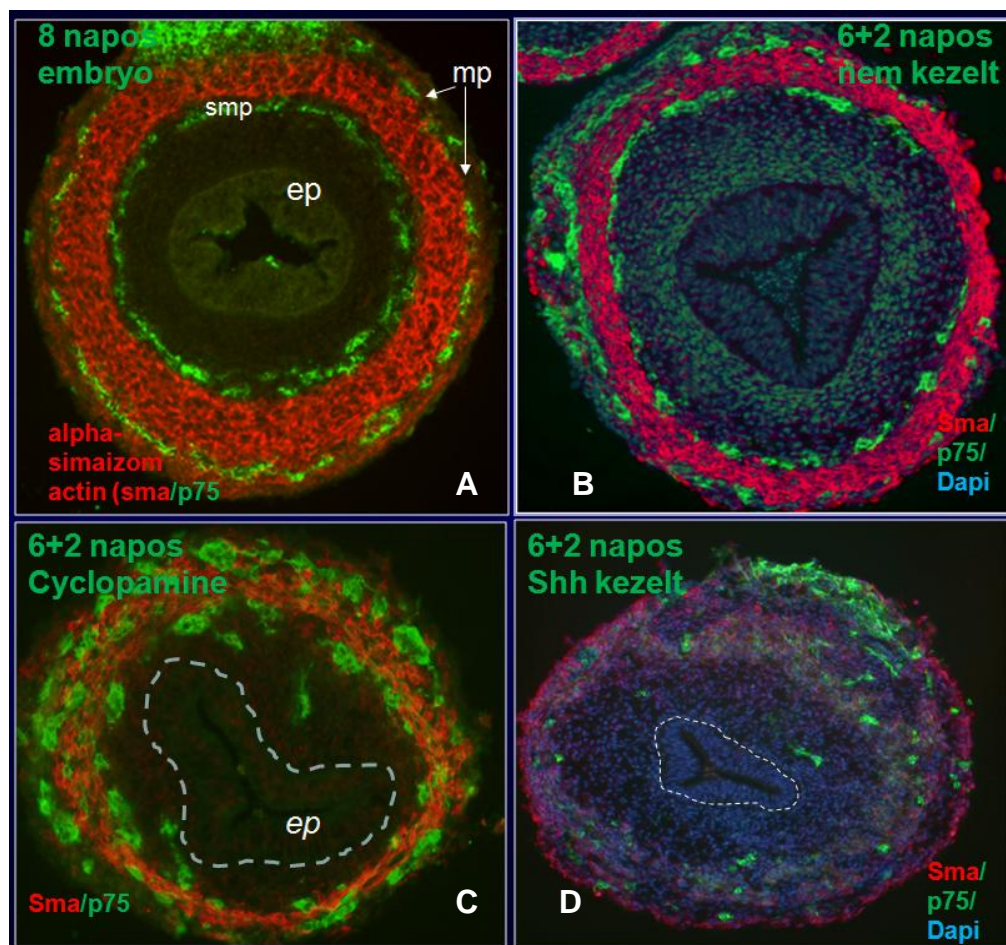 8 napos
embryo
mp
smp
ep
alpha-
simaizom
actin (sma/p75
A
6+2 napos
nem kezelt
B
Sma/
p75/
Dapi
6+2 napos
Cyclopamine
ep
Sma/p75
C
6+2 napos
Shh kezelt
D
Sma/
p75/
Dapi